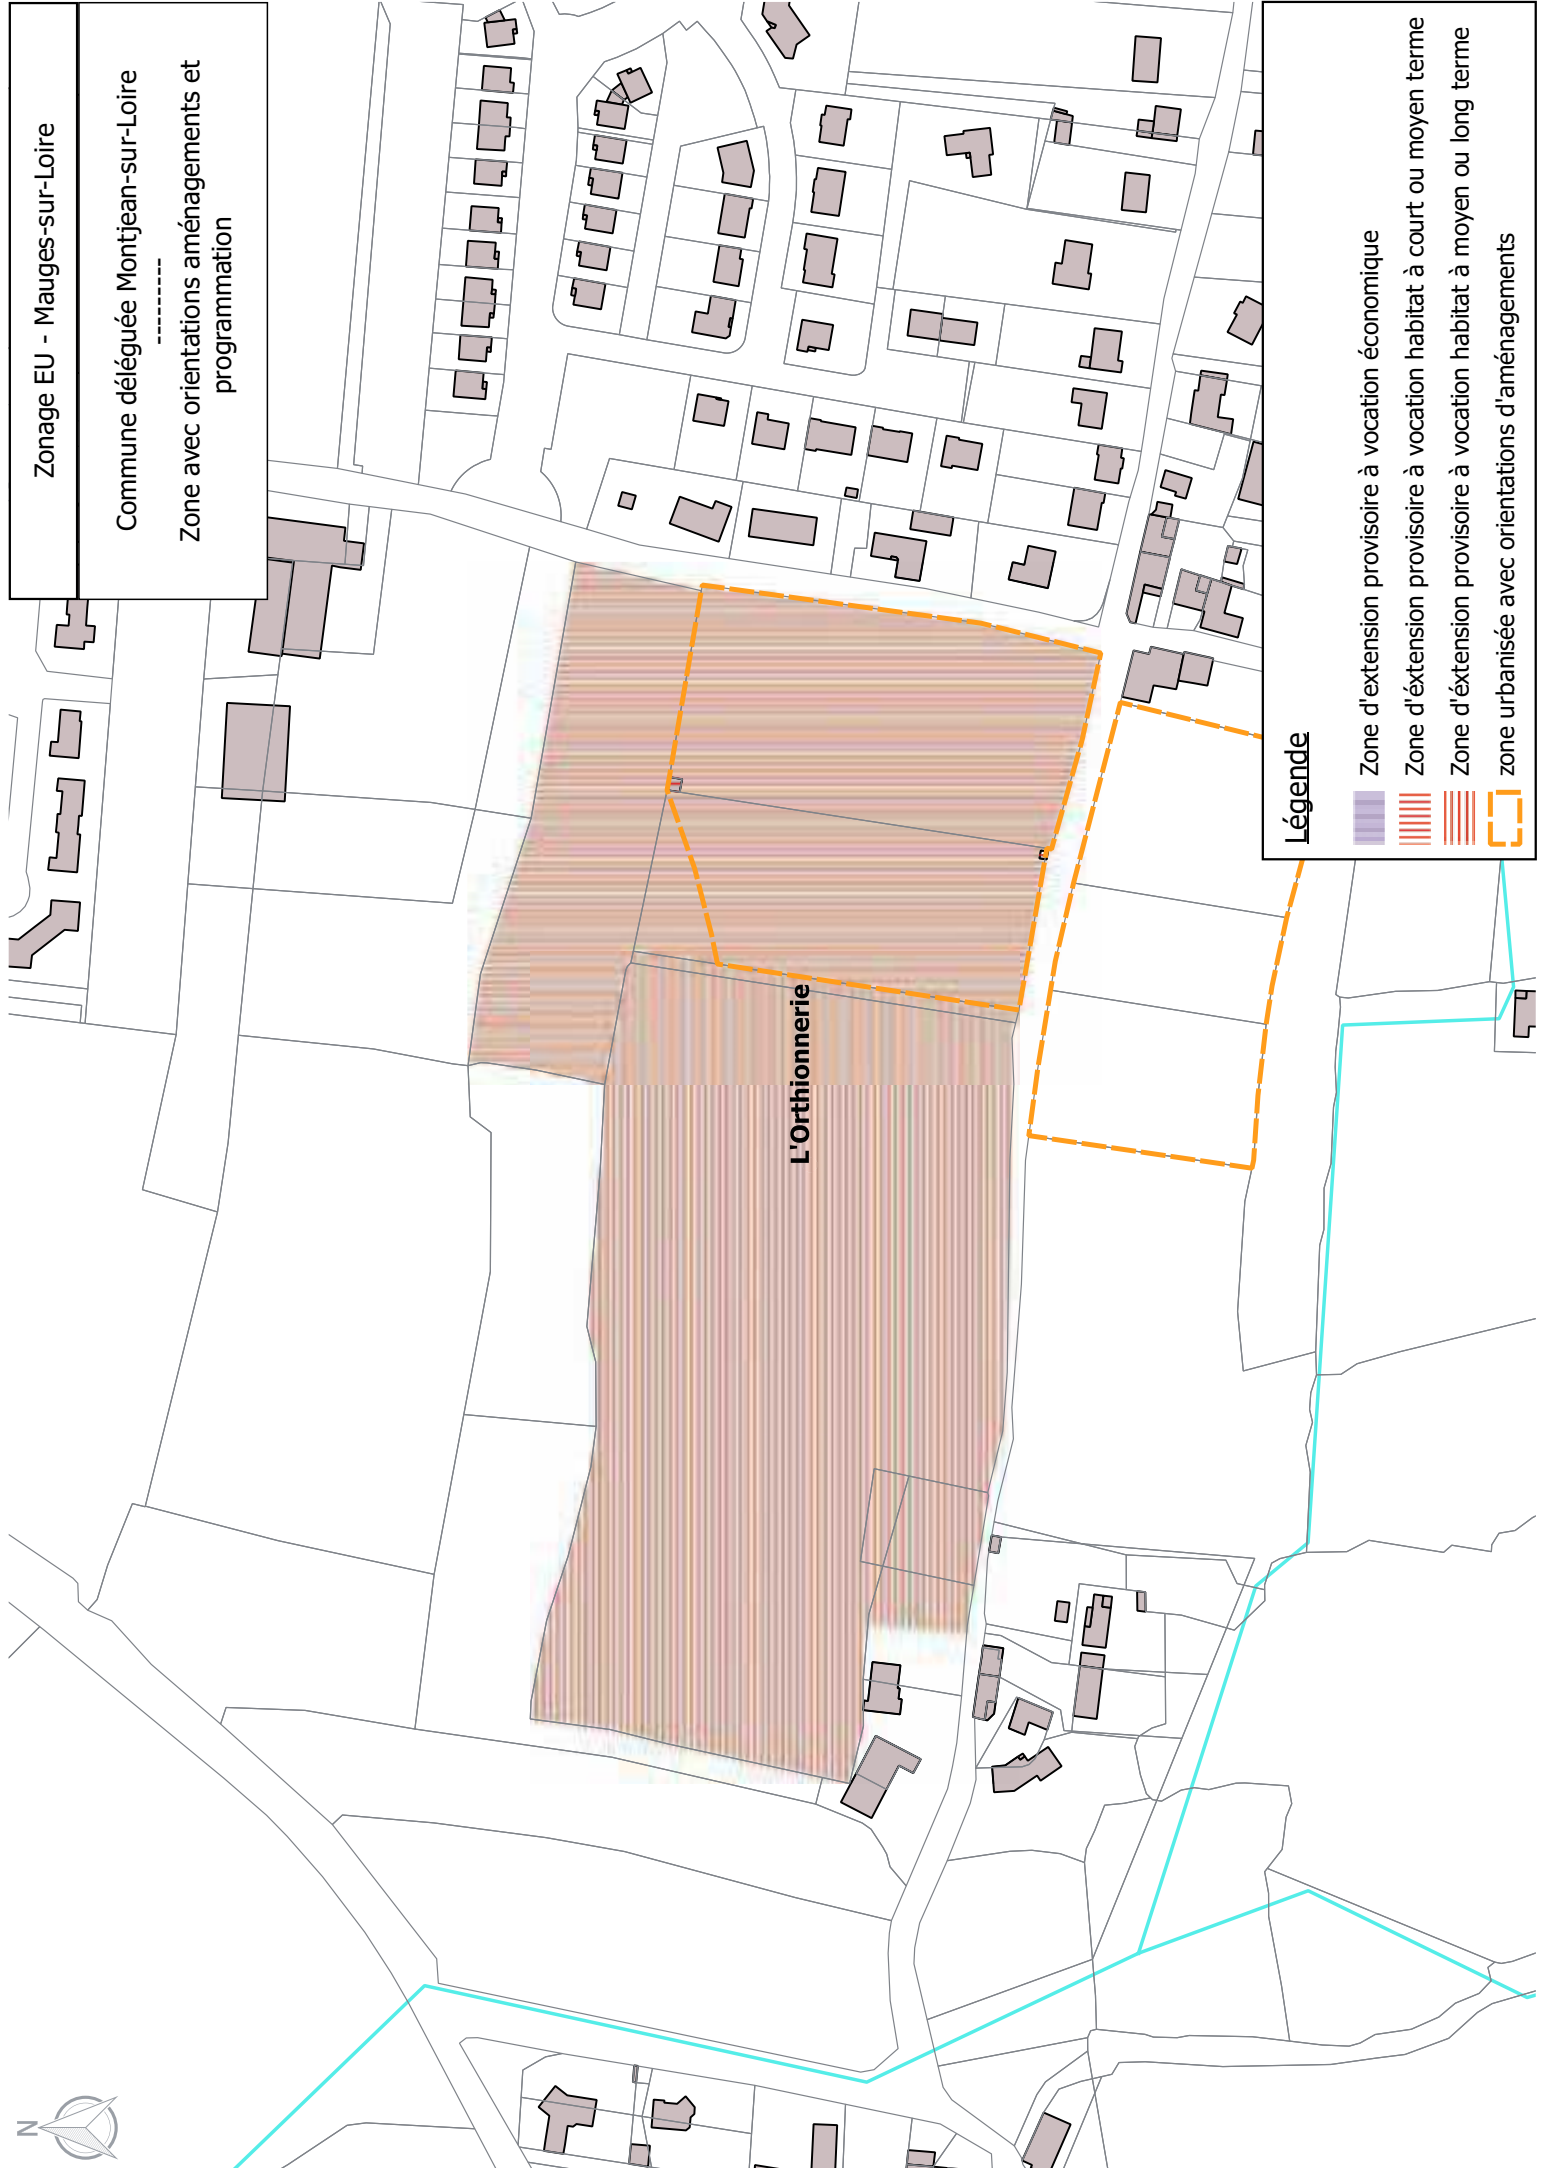 Zonage EU - Mauges-sur-Loire
Commune déléguée Montjean-sur-Loire
----------
Zone avec orientations aménagements et
programmation
L'Orthionnerie
Légende
Zone d'extension provisoire à vocation économique
Zone d'éxtension provisoire à vocation habitat à court ou moyen terme
Zone d'éxtension provisoire à vocation habitat à moyen ou long terme
zone urbanisée avec orientations d'aménagements
N